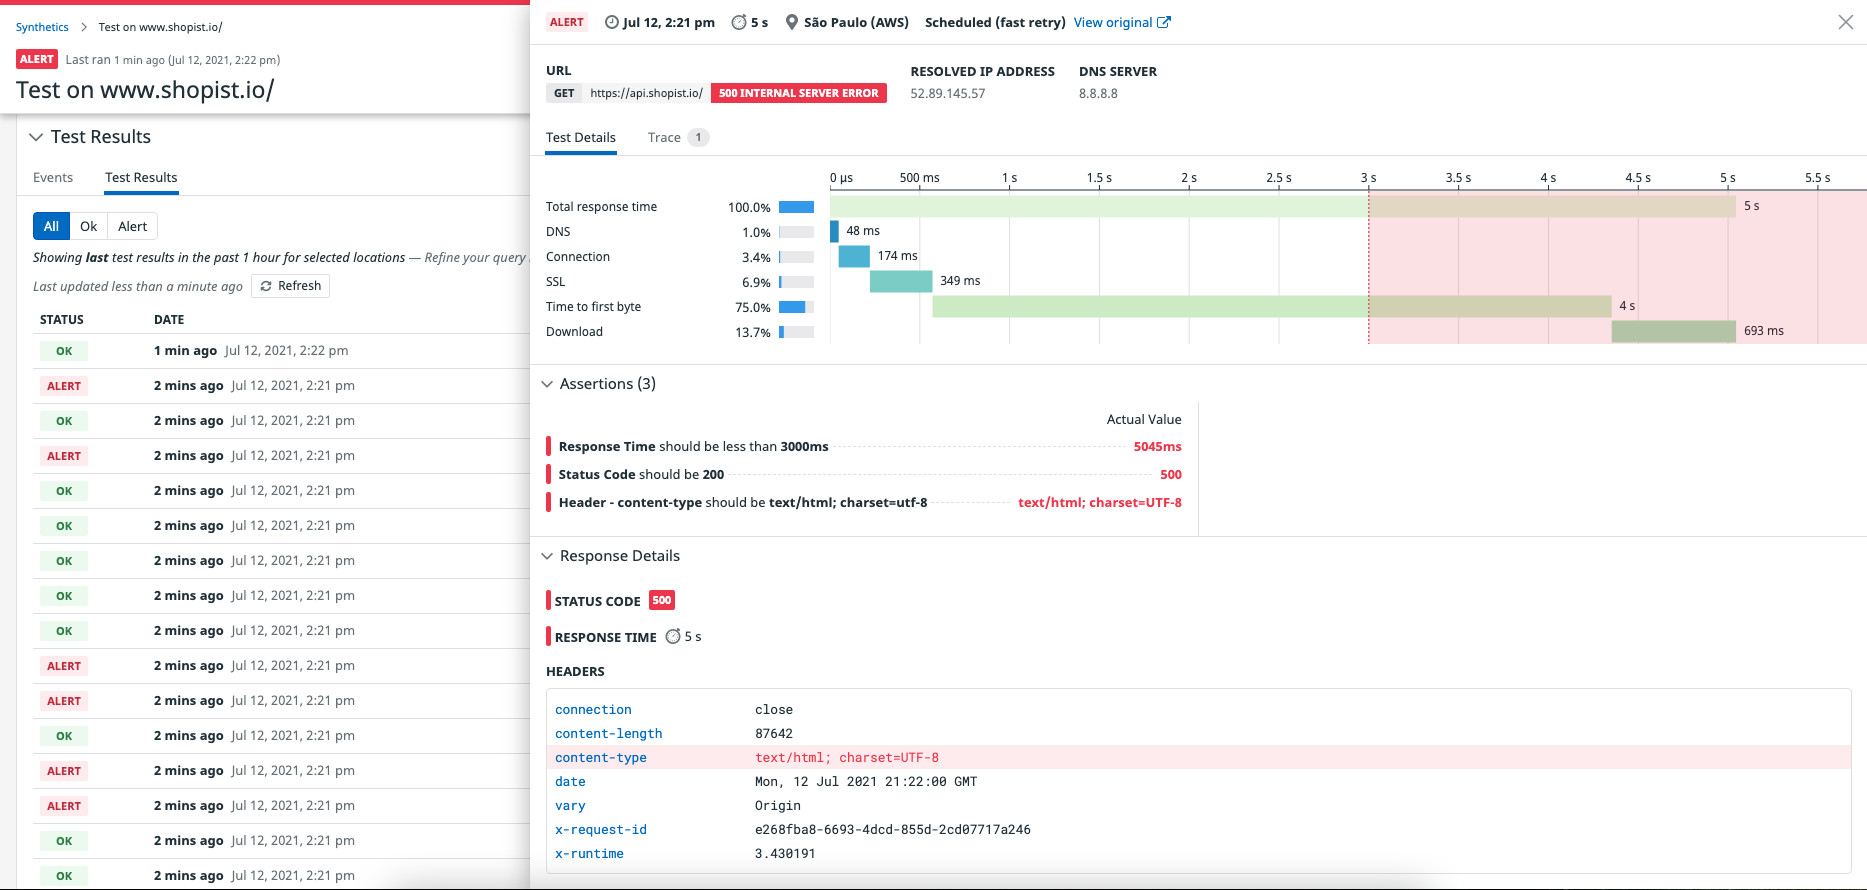 Synthetics > Test on www.shopist.io/
ALERT Last ran 1 min ago (Jul 12, 2021, 2:22 pm)
Test on www.shopist.io/
Test Results
Events Test Results
All Ok Alert
Showing last test results in the past 1 hour for selected locations — Refine your query
Last updated less than a minute ago Refresh
STATUS DATE
OK 1 min ago Jul 12, 2021, 2:22 pm
ALERT 2 mins ago Jul 12, 2021, 2:21 pm
OK 2 mins ago Jul 12, 2021, 2:21 pm
ALERT 2 mins ago Jul 12, 2021, 2:21 pm
OK 2 mins ago Jul 12, 2021, 2:21 pm
OK 2 mins ago Jul 12, 2021, 2:21 pm
OK 2 mins ago Jul 12, 2021, 2:21 pm
OK 2 mins ago Jul 12, 2021, 2:21 pm
OK 2 mins ago Jul 12, 2021, 2:21 pm
ALERT 2 mins ago Jul 12, 2021, 2:21 pm
ALERT 2 mins ago Jul 12, 2021, 2:21 pm
OK 2 mins ago Jul 12, 2021, 2:21 pm
ALERT 2 mins ago Jul 12, 2021, 2:21 pm
ALERT 2 mins ago Jul 12, 2021, 2:21 pm
OK 2 mins ago Jul 12, 2021, 2:21 pm
OK 2 mins ago Jul 12, 2021, 2:21 pm
ALERT Jul 12, 2:21 pm 5 s São Paulo (AWS) Scheduled (fast retry) View original
URL RESOLVED IP ADDRESS DNS SERVER
GET https://api.shopist.io/ 500 INTERNAL SERVER ERROR 52.89.145.57 8.8.8.8
Test Details Trace 1
0 µs 500 ms 1 s 1.5 s 2 s 2.5 s 3 s 3.5 s 4 s 4.5 s 5 s 5.5 s
Total response time 100.0% 5 s
DNS 1.0% 48 ms
Connection 3.4% 174 ms
SSL 6.9% 349 ms
Time to first byte 75.0% 4 s
Download 13.7% 693 ms
Assertions (3)
Actual Value
Response Time should be less than 3000ms 5045ms
Status Code should be 200 500
Header - content-type should be text/html; charset=utf-8 text/html; charset=UTF-8
Response Details
STATUS CODE 500
RESPONSE TIME 5 s
HEADERS
connection close
content-length 87642
content-type text/html; charset=UTF-8
date Mon, 12 Jul 2021 21:22:00 GMT
vary Origin
x-request-id e268fba8-6693-4dcd-855d-2cd07717a246
x-runtime 3.430191